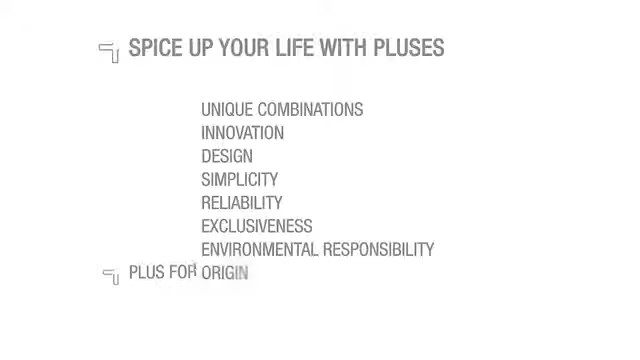 SPICE UP YOUR LIFE WITH PLUSES
UNIQUE COMBINATIONS
INNOVATION
DESIGN
SIMPLICITY
RELIABILITY
EXCLUSIVENESS
ENVIRONMENTAL RESPONSIBILITY
PLUS FOR ORIGIN